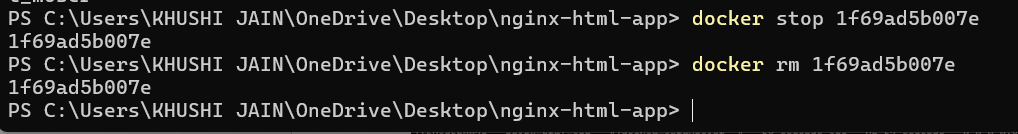 PS C:\Users\KHUSHI JAIN\OneDrive\Desktop\nginx-html-app> docker stop 1f69ad5b007e
1f69ad5b007e
PS C:\Users\KHUSHI JAIN\OneDrive\Desktop\nginx-html-app> docker rm 1f69ad5b007e
1f69ad5b007e
PS C:\Users\KHUSHI JAIN\OneDrive\Desktop\nginx-html-app>